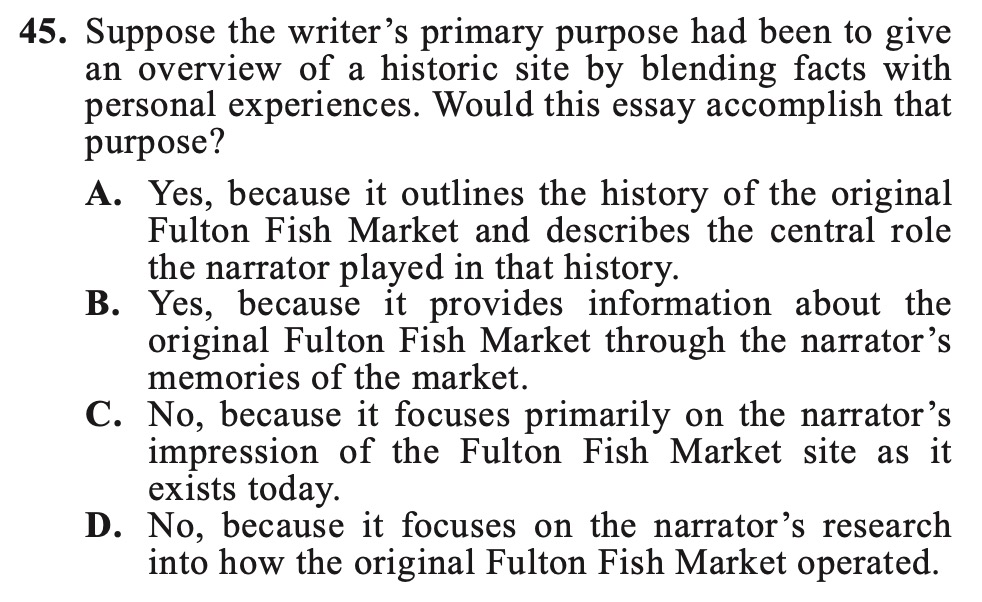 45. Suppose the writer’s primary purpose had been to give
an overview of a historic site by blending facts with
personal experiences. Would this essay accomplish that
purpose?
A. Yes, because it outlines the history of the original
Fulton Fish Market and describes the central role
the narrator played in that history.
B. Yes, because it provides information about the
original Fulton Fish Market through the narrator’s
memories of the market.
C. No, because it focuses primarily on the narrator’s
impression of the Fulton Fish Market site as it
exists today.
D. No, because it focuses on the narrator’s research
into how the original Fulton Fish Market operated.